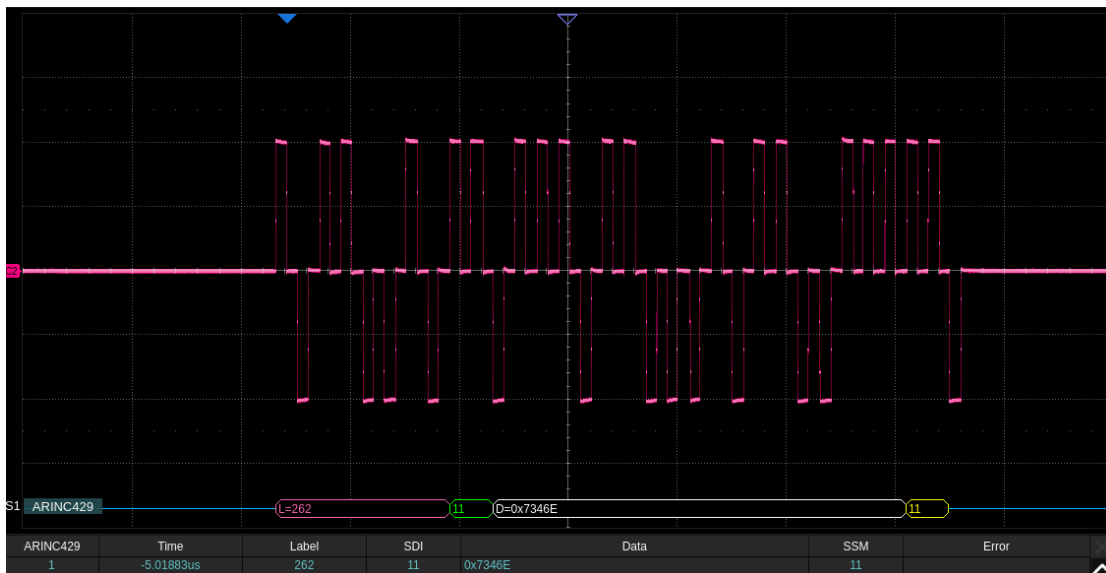 C2
S1 ARINC429 L=262 11 D=0x7346E 11
ARINC429 Time Label SDI Data SSM Error
1 -5.01883us 262 11 0x7346E 11